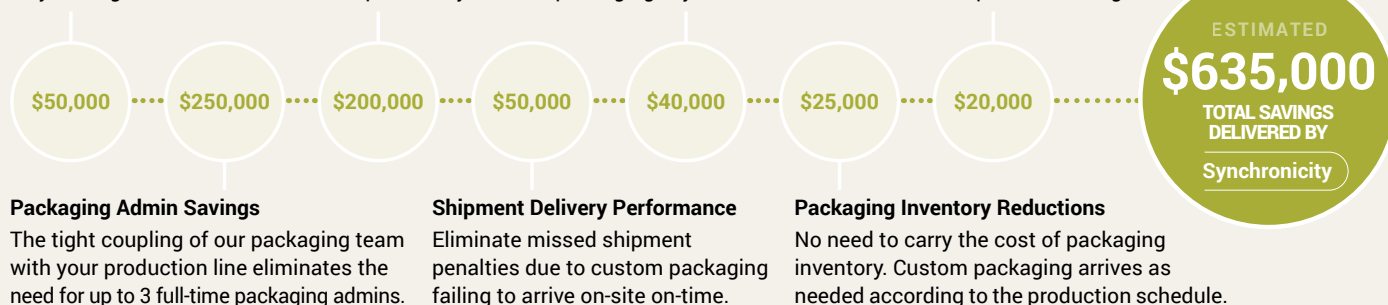 $50,000
$250,000
$200,000
$50,000
$40,000
$25,000
$20,000
ESTIMATED
$635,000
TOTAL SAVINGS
DELIVERED BY
Synchronicity
Packaging Admin Savings
The tight coupling of our packaging team
with your production line eliminates the
need for up to 3 full-time packaging admins.
Shipment Delivery Performance
Eliminate missed shipment
penalties due to custom packaging
failing to arrive on-site on-time.
Packaging Inventory Reductions
No need to carry the cost of packaging
inventory. Custom packaging arrives as
needed according to the production schedule.